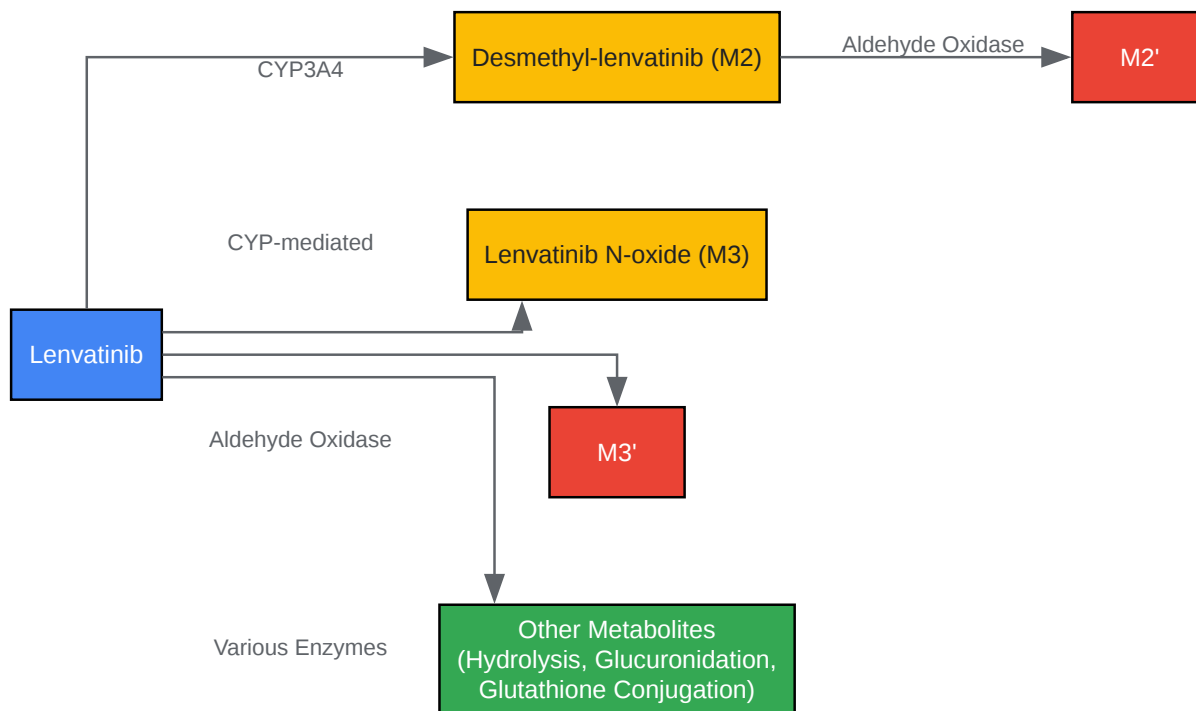 Desmethyl-lenvatinib (M2)
Aldehyde Oxidase
M2'
CYP3A4
CYP-mediated
Lenvatinib N-oxide (M3)
Lenvatinib
Aldehyde Oxidase
M3'
Various Enzymes
Other Metabolites
(Hydrolysis, Glucuronidation,
Glutathione Conjugation)